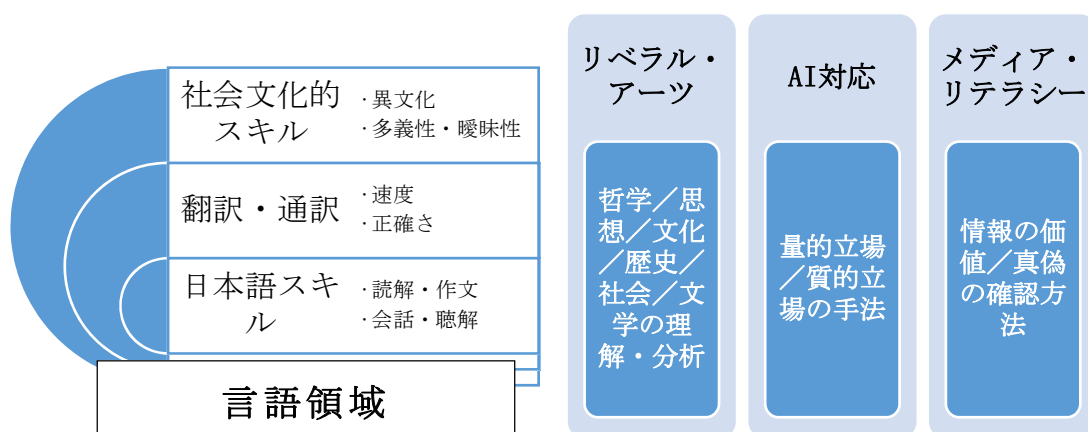 社会文化的
スキル
·異文化
·多義性・曖昧性
翻訳・通訳
·速度
·正確さ
日本語スキ
ル
·読解・作文
·会話・聴解
言語領域
リベラル・
アーツ
哲学／思
想／文化
／歴史／
社会／文
学の理
解・分析
AI対応
量的立場
／質的立
場の手法
メディア・
リテラシー
情報の価
値／真偽
の確認方
法